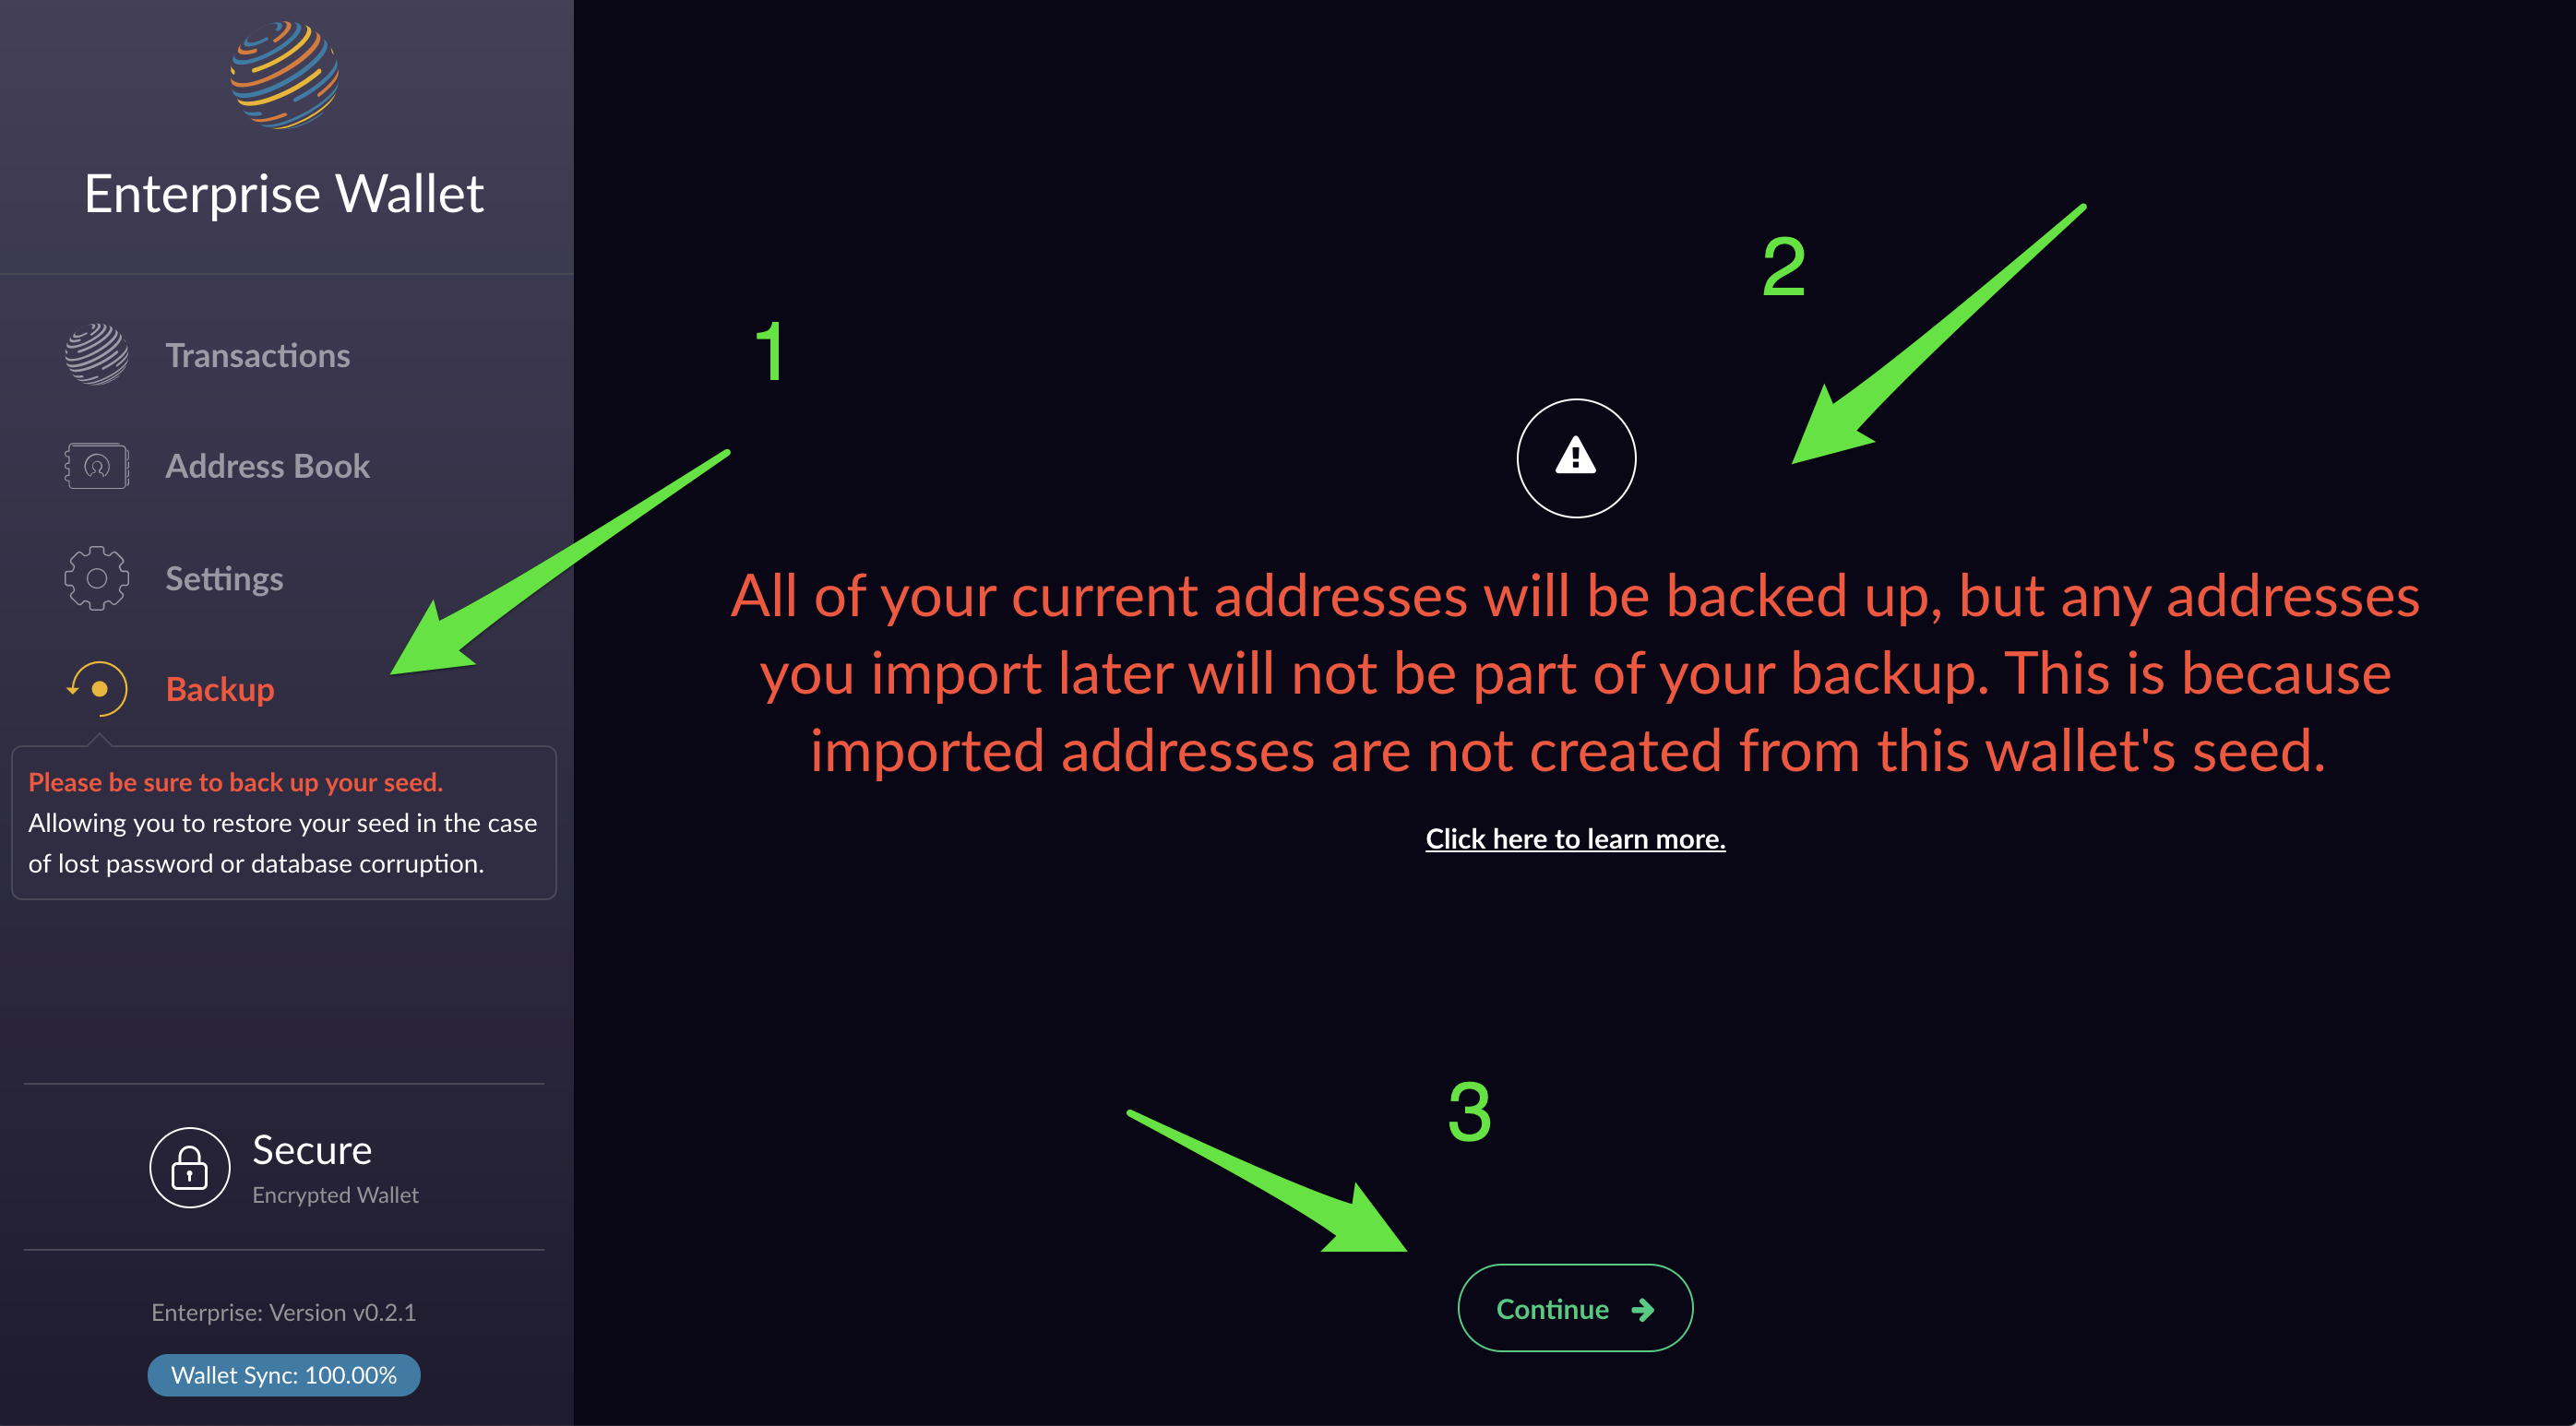 Enterprise Wallet
Transactions
Address Book
Settings
Backup
Please be sure to back up your seed.
Allowing you to restore your seed in the case
of lost password or database corruption.
Secure
Encrypted Wallet
Enterprise: Version v0.2.1
Wallet Sync: 100.00%
1
2
All of your current addresses will be backed up, but any addresses
you import later will not be part of your backup. This is because
imported addresses are not created from this wallet's seed.
Click here to learn more.
3
Continue